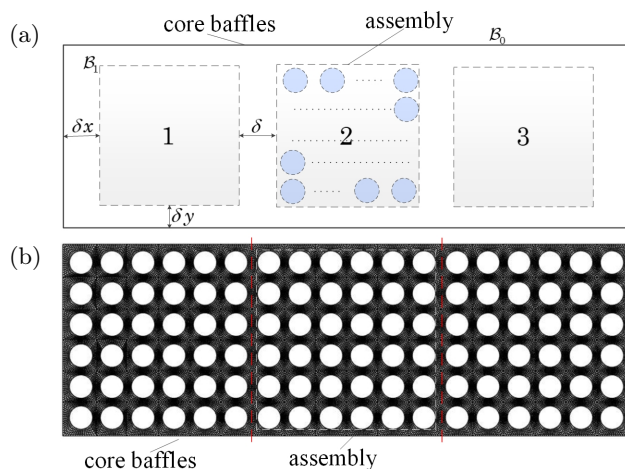 (a)
core baffles
assembly
B₀
B₁
δx
1
δ
2
3
δy
(b)
core baffles
assembly